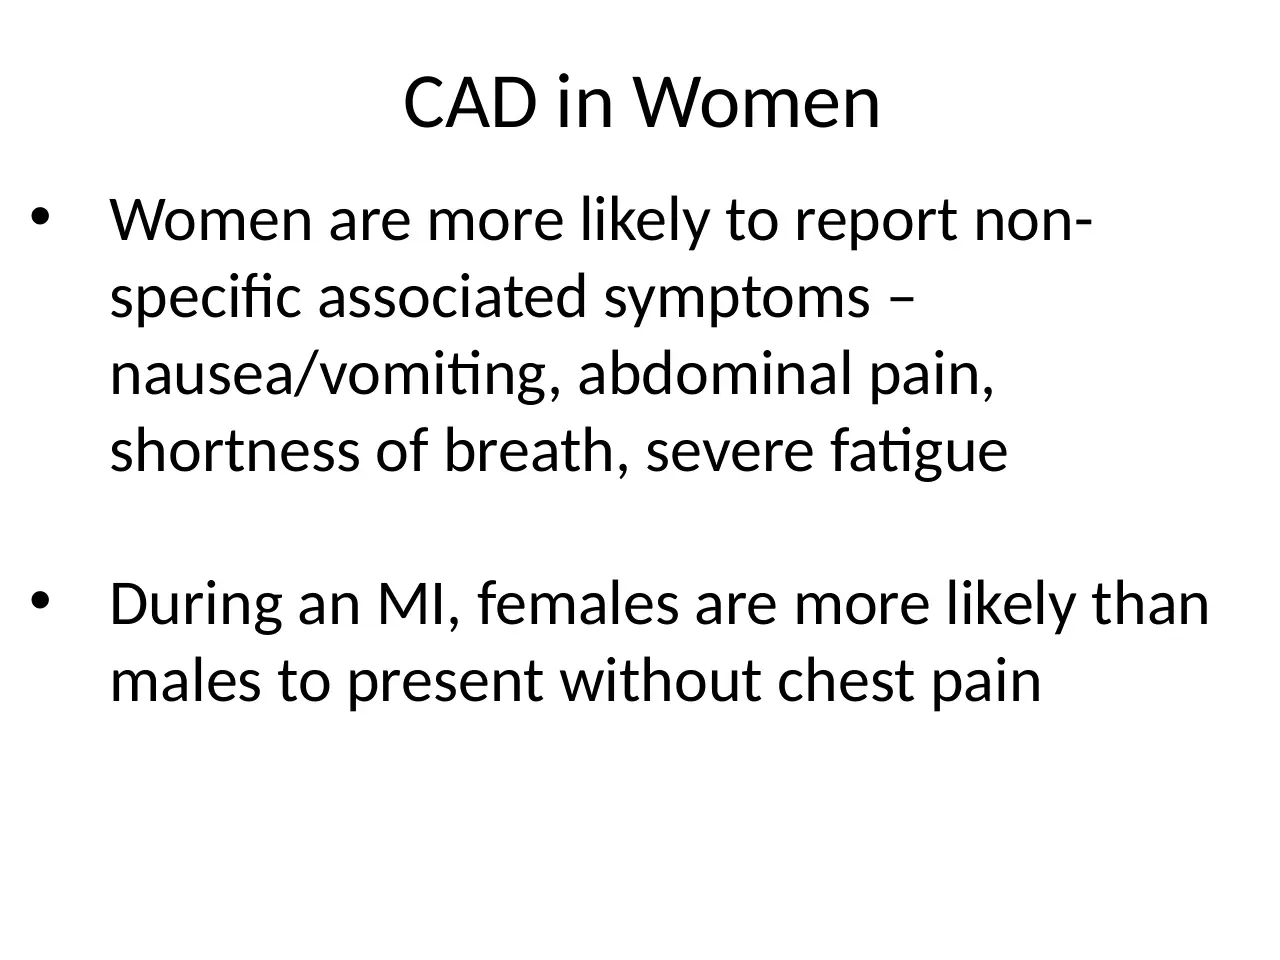 CAD in Women
• Women are more likely to report non-
specific associated symptoms –
nausea/vomiting, abdominal pain,
shortness of breath, severe fatigue
• During an MI, females are more likely than
males to present without chest pain